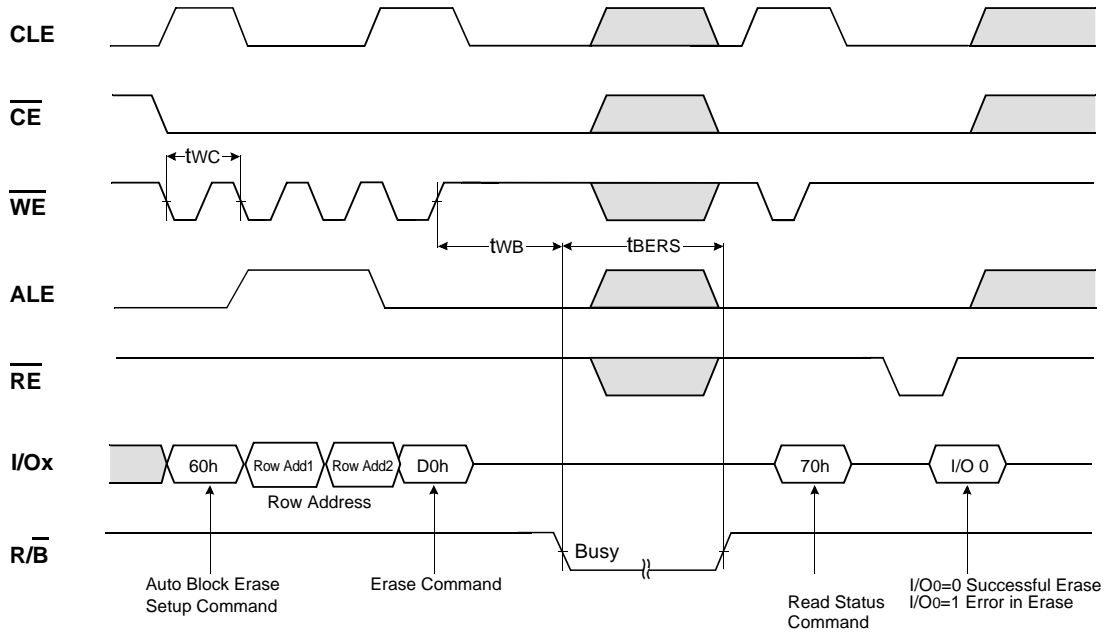 CLE
CE
tWC
WE
tWB
tBERS
ALE
RE
I/Ox
60h
Row Add1
Row Add2
D0h
70h
I/O 0
Row Address
R/B
Busy
Auto Block Erase
Setup Command
Erase Command
Read Status
Command
I/O0=0 Successful Erase
I/O0=1 Error in Erase